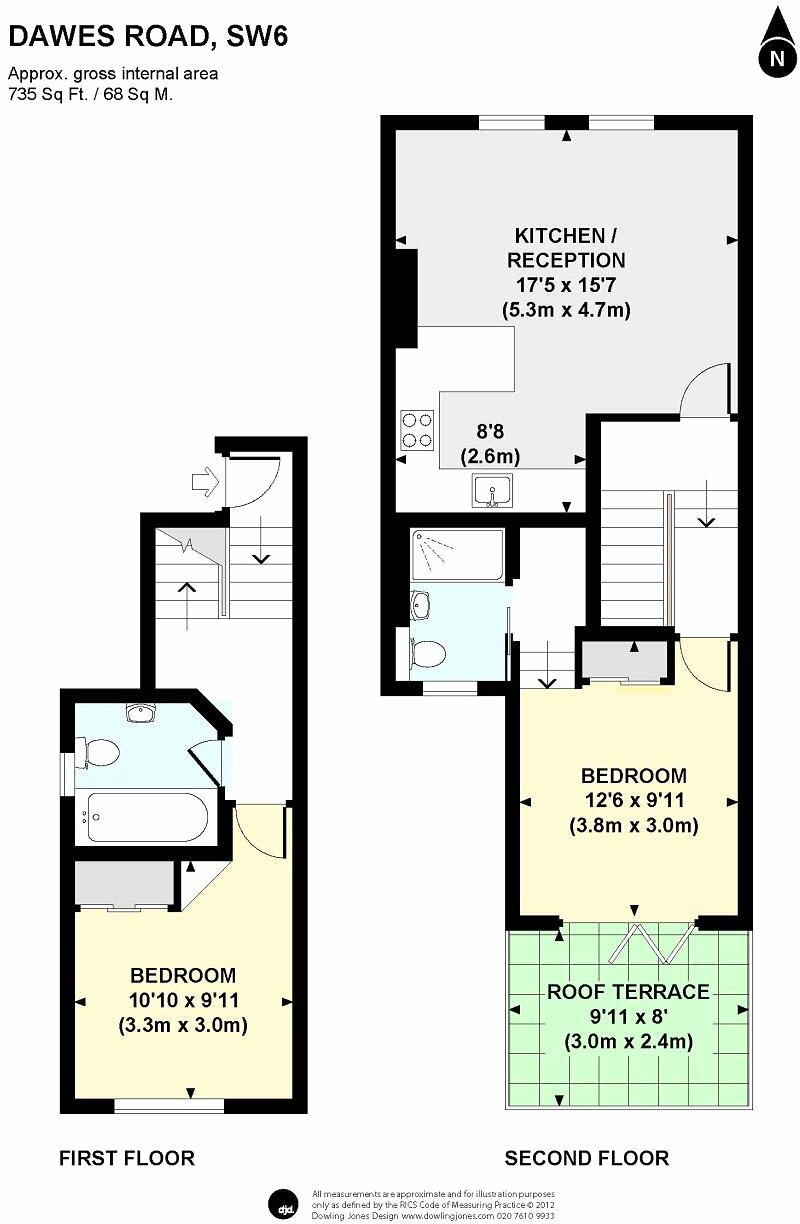 DAWES ROAD, SW6
Approx. gross internal area
735 Sq Ft. / 68 Sq M.
N
KITCHEN /
RECEPTION
17'5 x 15'7
(5.3m x 4.7m)
8'8
(2.6m)
BEDROOM
12'6 x 9'11
(3.8m x 3.0m)
ROOF TERRACE
9'11 x 8'
(3.0m x 2.4m)
BEDROOM
10'10 x 9'11
(3.3m x 3.0m)
FIRST FLOOR
SECOND FLOOR
djd.
All measurements are approximate and for illustration purposes
only as defined by the RICS Code of Measuring Practice © 2012
Dowling Jones Design www.dowlingjones.com 020 7610 9933